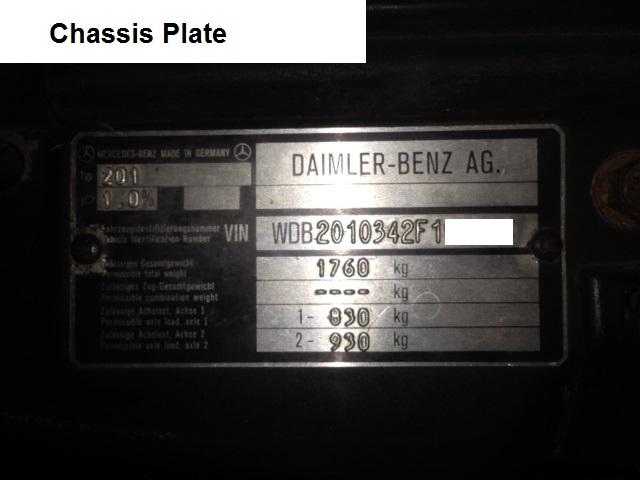 Chassis Plate
MERCEDES-BENZ MADE IN GERMANY
DAIMLER-BENZ AG.
Typ 201
1.0%
Fahrzeugidentifizierungsnummer
Vehicle Identification Number
VIN WDB2010342F1
Zulässiges Gesamtgewicht
Permissible total weight
1760 kg
Zulässiges Zug-Gesamtgewicht
Permissible combination weight
---- kg
Zulässige Achslast, Achse 1
Permissible axle load, axle 1
1- 830 kg
Zulässige Achslast, Achse 2
Permissible axle load, axle 2
2- 930 kg